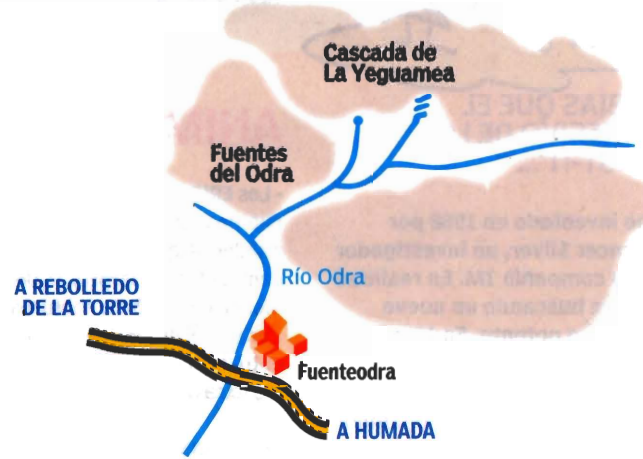 Cascada de
La Yeguamea
Fuentes
del Odra
Río Odra
A REBOLLEDO
DE LA TORRE
Fuenteodra
A HUMADA